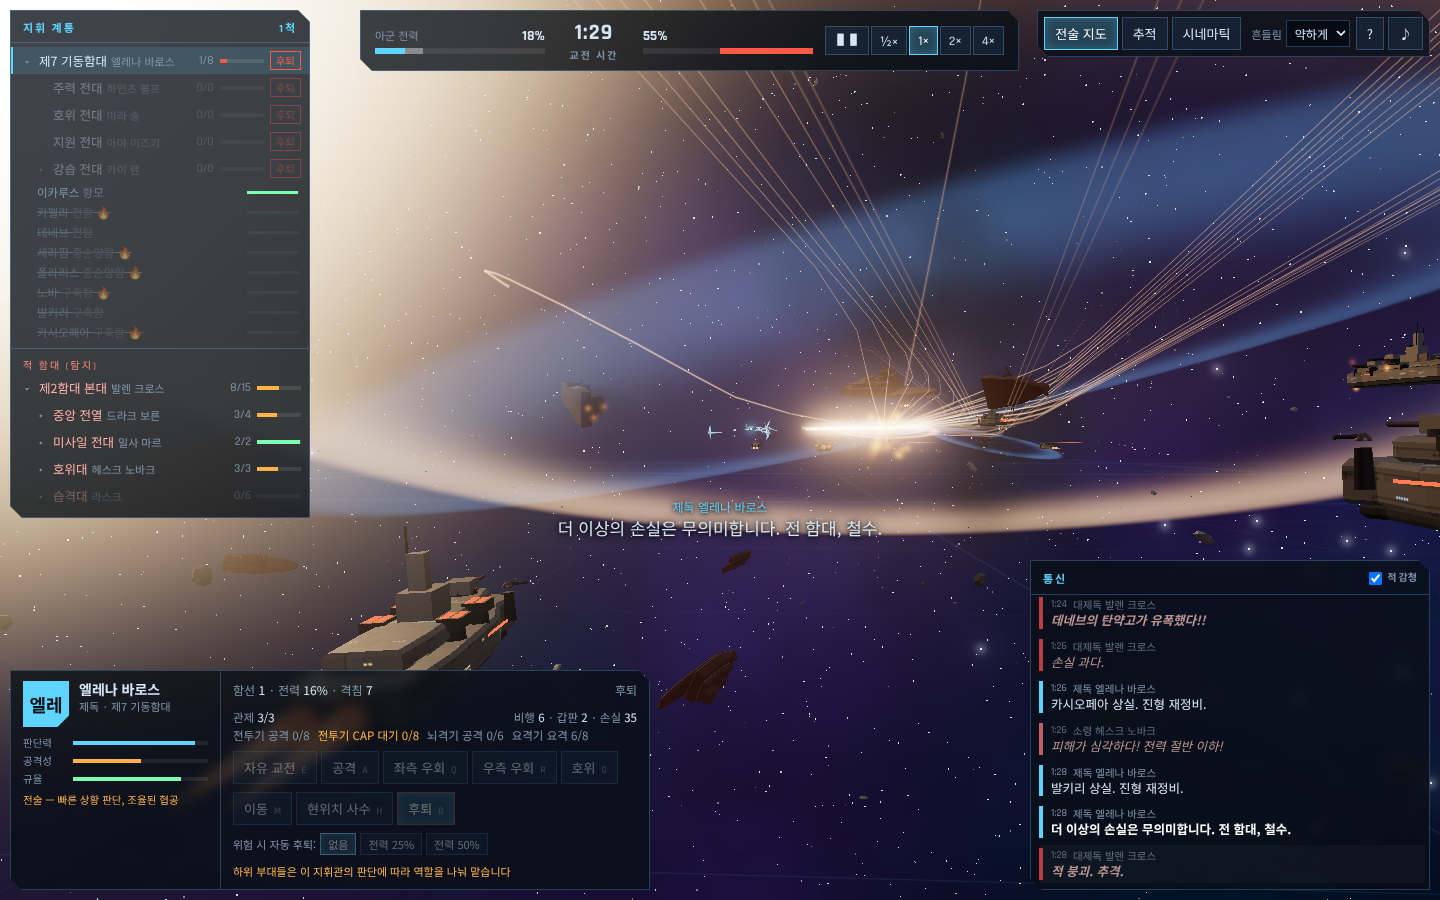 지휘 계통 1척
제7 기동함대 엘레나 바로스 1/8 후퇴
주력 전대 하인즈 볼프 0/0 후퇴
호위 전대 미라 송 0/0 후퇴
지원 전대 아야 미즈키 0/0 후퇴
강습 전대 가이 렌 0/0 후퇴
이카루스 항모
카펠라 전함 🔥
데네브 전함
세라핌 중순양함 🔥
폴라리스 중순양함 🔥
노바 구축함 🔥
발키리 구축함
카시오페아 구축함 🔥
적 함대 (탐지)
제2함대 본대 발렌 크로스 8/15
중앙 전열 드라크 보른 3/4
미사일 전대 일사 마르 2/2
호위대 헤스크 노바크 3/3
습격대 라스크 0/6
아군 전력 18% 1:29 55%
교전 시간
½× 1× 2× 4×
전술 지도 추적 시네마틱 흔들림 약하게 ? ♪
제독 엘레나 바로스
더 이상의 손실은 무의미합니다. 전 함대, 철수.
통신 적 감청
1:24 대제독 발렌 크로스
데네브의 탄약고가 유폭했다!!
1:26 대제독 발렌 크로스
손실 과다.
1:26 제독 엘레나 바로스
카시오페아 상실. 진형 재정비.
1:26 소령 헤스크 노바크
피해가 심각하다! 전력 절반 이하!
1:28 제독 엘레나 바로스
발키리 상실. 진형 재정비.
1:28 제독 엘레나 바로스
더 이상의 손실은 무의미합니다. 전 함대, 철수.
1:28 대제독 발렌 크로스
적 붕괴. 추격.
엘레 엘레나 바로스
제독 · 제7 기동함대
판단력
공격성
규율
전술 — 빠른 상황 판단, 조율된 협공
함선 1 · 전력 16% · 격침 7 후퇴
관제 3/3 비행 6 · 갑판 2 · 손실 35
전투기 공격 0/8 전투기 CAP 대기 0/8 뇌격기 공격 0/6 요격기 요격 6/8
자유 교전 E 공격 A 좌측 우회 Q 우측 우회 R 호위 G
이동 M 현위치 사수 H 후퇴 B
위험 시 자동 후퇴: 없음 전력 25% 전력 50%
하위 부대들은 이 지휘관의 판단에 따라 역할을 나눠 맡습니다